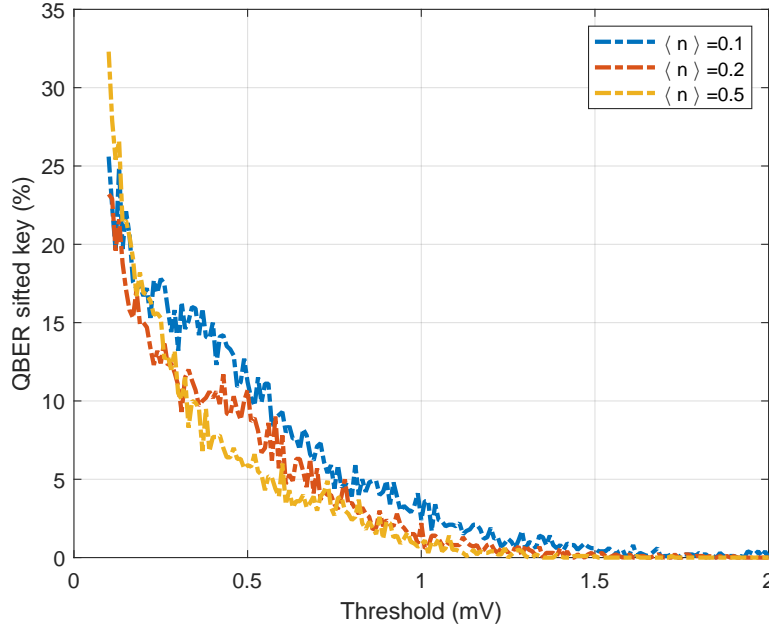 35
30
25
20
15
10
5
0
QBER sifted key (%)
⟨ n ⟩ =0.1
⟨ n ⟩ =0.2
⟨ n ⟩ =0.5
0
0.5
1
1.5
2
Threshold (mV)